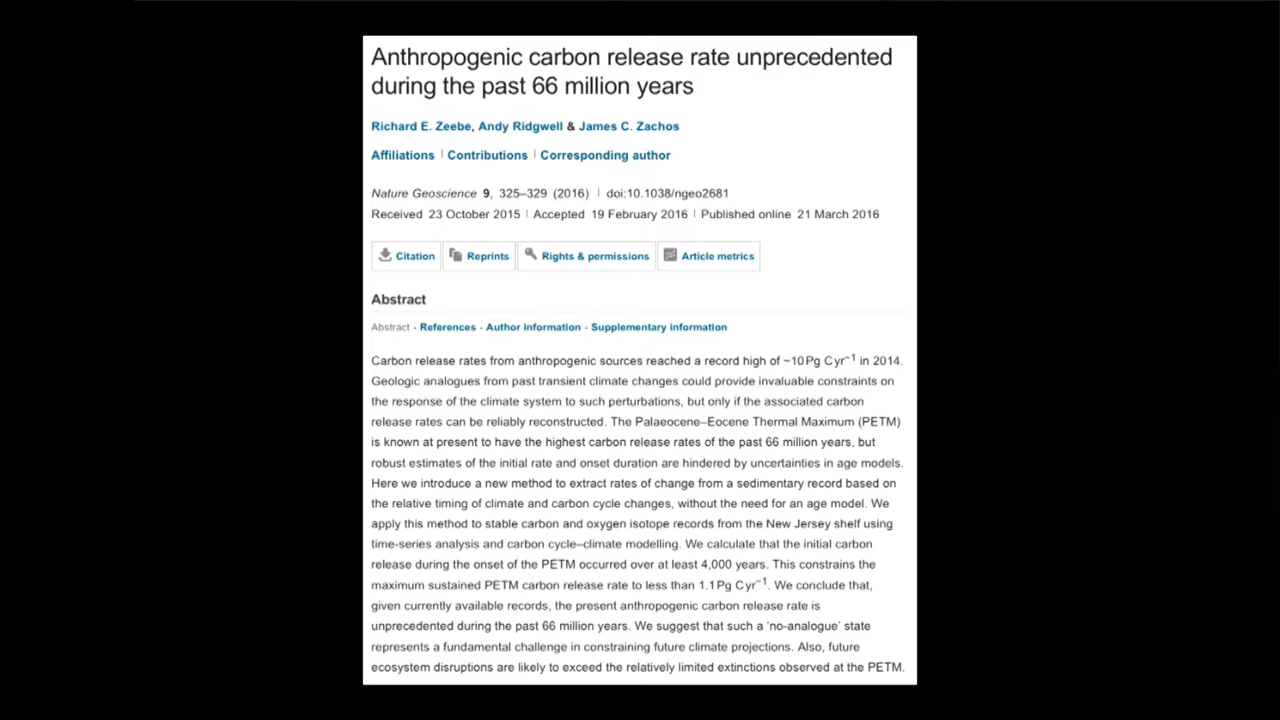 Anthropogenic carbon release rate unprecedented
during the past 66 million years
Richard E. Zeebe, Andy Ridgwell & James C. Zachos
Affiliations | Contributions | Corresponding author
Nature Geoscience 9, 325–329 (2016) | doi:10.1038/ngeo2681
Received 23 October 2015 | Accepted 19 February 2016 | Published online 21 March 2016
Citation Reprints Rights & permissions Article metrics
Abstract
Abstract · References · Author information · Supplementary information
Carbon release rates from anthropogenic sources reached a record high of ~10 Pg C yr⁻¹ in 2014.
Geologic analogues from past transient climate changes could provide invaluable constraints on
the response of the climate system to such perturbations, but only if the associated carbon
release rates can be reliably reconstructed. The Palaeocene–Eocene Thermal Maximum (PETM)
is known at present to have the highest carbon release rates of the past 66 million years, but
robust estimates of the initial rate and onset duration are hindered by uncertainties in age models.
Here we introduce a new method to extract rates of change from a sedimentary record based on
the relative timing of climate and carbon cycle changes, without the need for an age model. We
apply this method to stable carbon and oxygen isotope records from the New Jersey shelf using
time-series analysis and carbon cycle–climate modelling. We calculate that the initial carbon
release during the onset of the PETM occurred over at least 4,000 years. This constrains the
maximum sustained PETM carbon release rate to less than 1.1 Pg C yr⁻¹. We conclude that,
given currently available records, the present anthropogenic carbon release rate is
unprecedented during the past 66 million years. We suggest that such a ‘no-analogue’ state
represents a fundamental challenge in constraining future climate projections. Also, future
ecosystem disruptions are likely to exceed the relatively limited extinctions observed at the PETM.